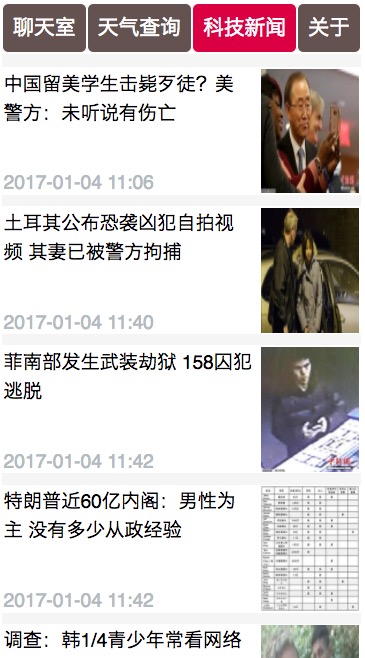 聊天室 天气查询 科技新闻 关于
中国留美学生击毙歹徒？美
警方：未听说有伤亡
2017-01-04 11:06
土耳其公布恐袭凶犯自拍视
频 其妻已被警方拘捕
2017-01-04 11:40
菲南部发生武装劫狱 158囚犯
逃脱
2017-01-04 11:42
特朗普近60亿内阁：男性为
主 没有多少从政经验
2017-01-04 11:42
调查：韩1/4青少年常看网络